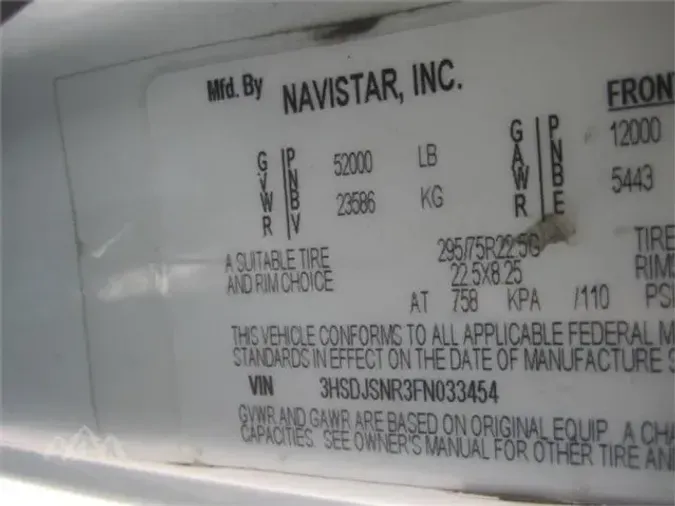 Mfd. By NAVISTAR, INC.
FRONT
G P 52000 LB G P 12000
V N A N
W B 23586 KG W B 5443
R V R E
A SUITABLE TIRE 295/75R22.5G TIRE
AND RIM CHOICE 22.5X8.25 RIM
AT 758 KPA /110 PSI
THIS VEHICLE CONFORMS TO ALL APPLICABLE FEDERAL M
STANDARDS IN EFFECT ON THE DATE OF MANUFACTURE S
VIN 3HSDJSNR3FN033454
GVWR AND GAWR ARE BASED ON ORIGINAL EQUIP. A CHA
CAPACITIES. SEE OWNER'S MANUAL FOR OTHER TIRE AND